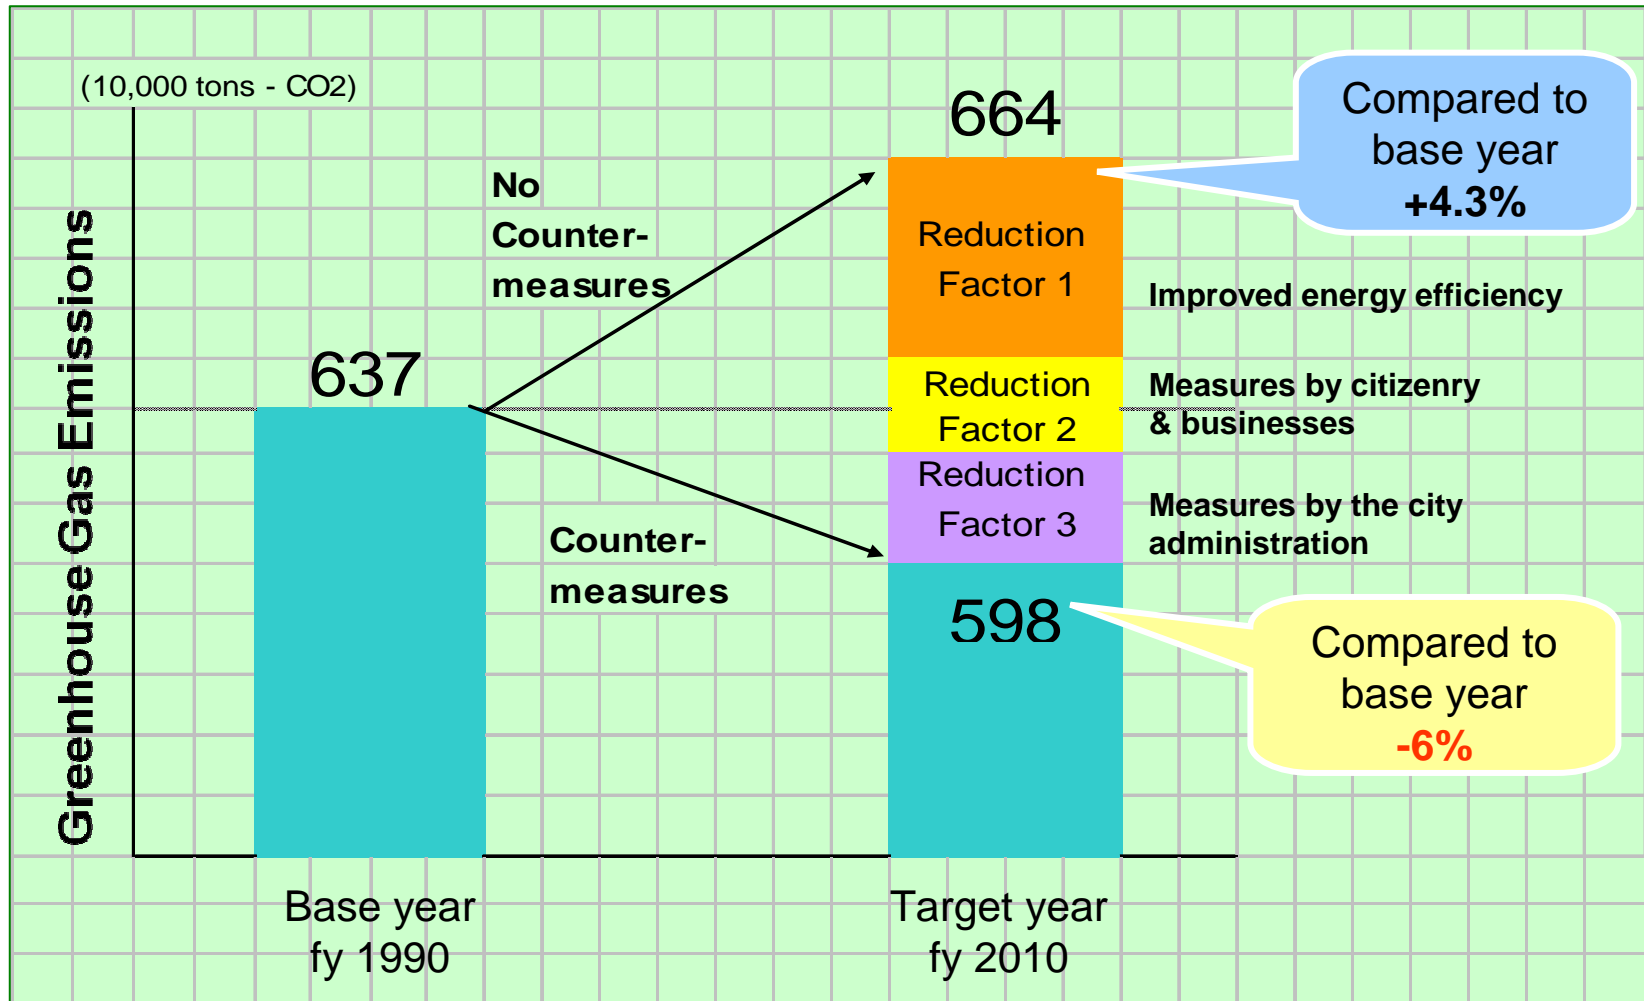 (10,000 tons - CO2)
Greenhouse Gas Emissions
637
No
Counter-
measures
Counter-
measures
664
Reduction
Factor 1
Reduction
Factor 2
Reduction
Factor 3
598
Improved energy efficiency
Measures by citizenry
& businesses
Measures by the city
administration
Compared to
base year
+4.3%
Compared to
base year
-6%
Base year
fy 1990
Target year
fy 2010